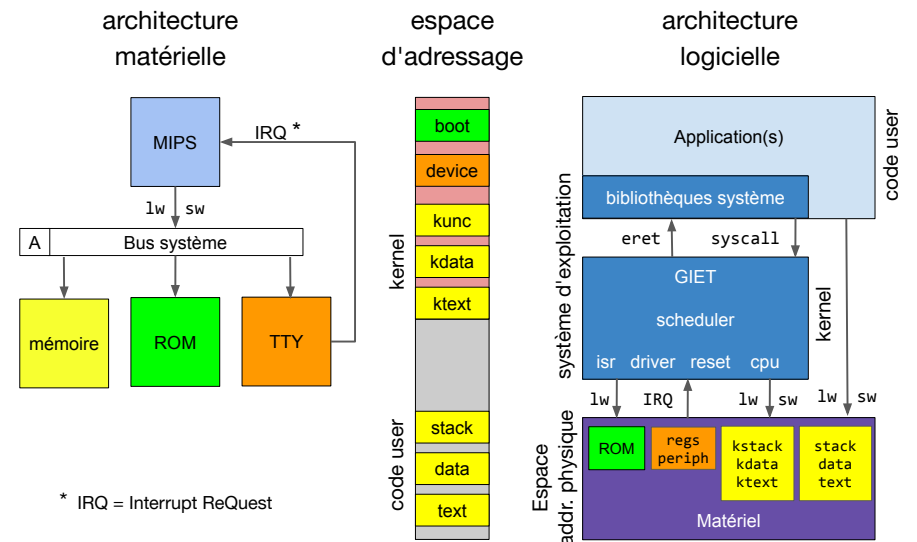 architecture
matérielle
MIPS
IRQ *
lw sw
A
Bus système
mémoire
ROM
TTY
* IRQ = Interrupt ReQuest
espace
d'adressage
boot
device
kunc
kdata
ktext
kernel
stack
data
text
code user
architecture
logicielle
Application(s)
code user
bibliothèques système
eret
syscall
système d'exploitation
GIET
scheduler
isr driver reset cpu
kernel
lw
IRQ
lw sw
lw sw
Espace
addr. physique
ROM
regs
periph
kstack
kdata
ktext
stack
data
text
Matériel